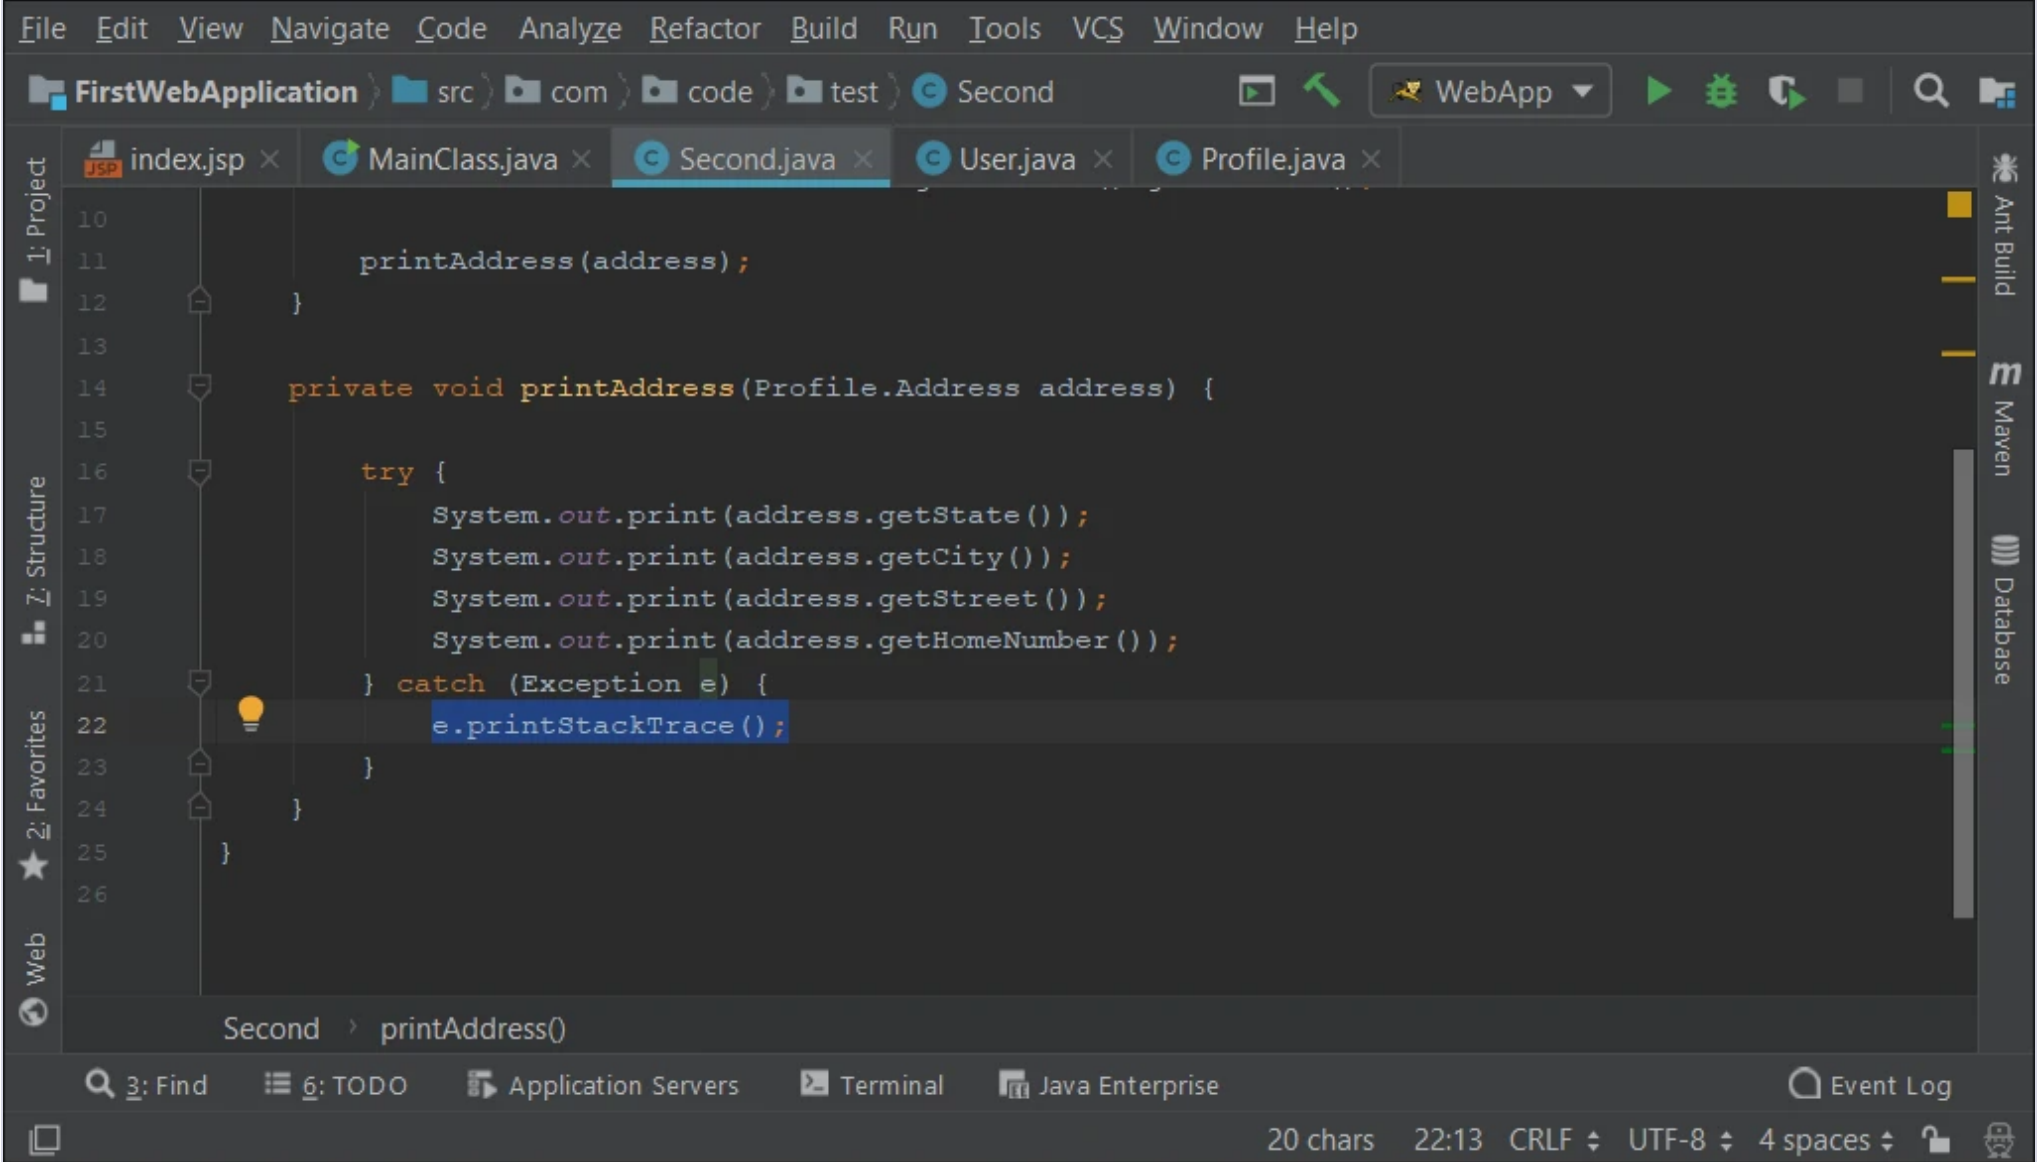 File Edit View Navigate Code Analyze Refactor Build Run Tools VCS Window Help
FirstWebApplication src com code test Second WebApp
index.jsp MainClass.java Second.java User.java Profile.java
1: Project
7: Structure
2: Favorites
Web
10
11 printAddress(address);
12 }
13
14 private void printAddress(Profile.Address address) {
15
16 try {
17 System.out.print(address.getState());
18 System.out.print(address.getCity());
19 System.out.print(address.getStreet());
20 System.out.print(address.getHomeNumber());
21 } catch (Exception e) {
22 e.printStackTrace();
23 }
24 }
25 }
26
Ant Build
Maven
Database
Second › printAddress()
3: Find 6: TODO Application Servers Terminal Java Enterprise Event Log
20 chars 22:13 CRLF UTF-8 4 spaces